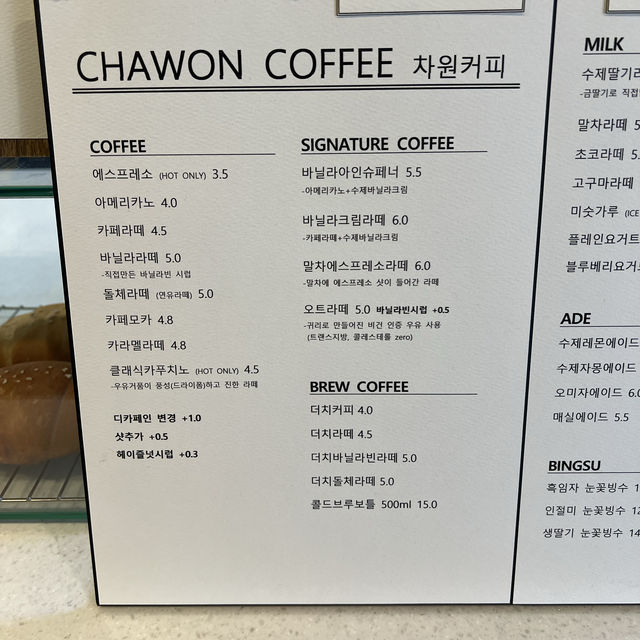 CHAWON COFFEE 차원커피
COFFEE
에스프레소 (HOT ONLY) 3.5
아메리카노 4.0
카페라떼 4.5
바닐라라떼 5.0
-직접만든 바닐라빈 시럽
돌체라떼 (연유라떼) 5.0
카페모카 4.8
카라멜라떼 4.8
클래식카푸치노 (HOT ONLY) 4.5
-우유거품이 풍성(드라이폼)하고 진한 라떼
디카페인 변경 +1.0
샷추가 +0.5
헤이즐넛시럽 +0.3
SIGNATURE COFFEE
바닐라아인슈페너 5.5
-아메리카노+수제바닐라크림
바닐라크림라떼 6.0
-카페라떼+수제바닐라크림
말차에스프레소라떼 6.0
-말차에 에스프레소 샷이 들어간 라떼
오트라떼 5.0 바닐라빈시럽 +0.5
-귀리로 만들어진 비건 인증 우유 사용
(트랜스지방, 콜레스테롤 zero)
BREW COFFEE
더치커피 4.0
더치라떼 4.5
더치바닐라빈라떼 5.0
더치돌체라떼 5.0
콜드브루보틀 500ml 15.0
MILK
수제딸기라
-금딸기로 직접
말차라떼 5
초코라떼 5.
고구마라떼
미숫가루 (ICE
플레인요거트
블루베리요거
ADE
수제레몬에이드
수제자몽에이드
오미자에이드 6.0
매실에이드 5.5
BINGSU
흑임자 눈꽃빙수 1
인절미 눈꽃빙수 12
생딸기 눈꽃빙수 14